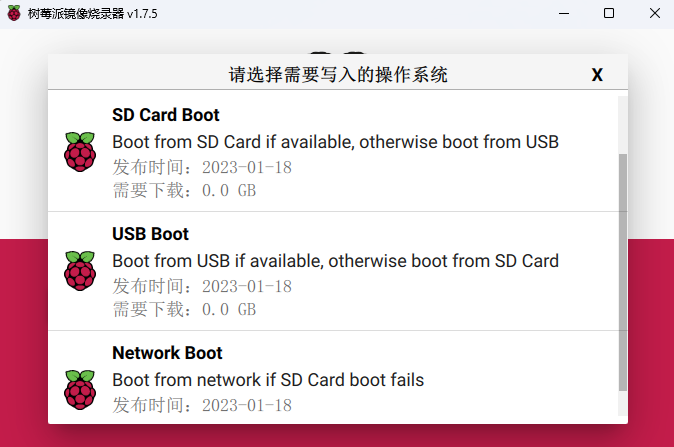 树莓派镜像烧录器 v1.7.5
请选择需要写入的操作系统
X
SD Card Boot
Boot from SD Card if available, otherwise boot from USB
发布时间：2023-01-18
需要下载：0.0 GB
USB Boot
Boot from USB if available, otherwise boot from SD Card
发布时间：2023-01-18
需要下载：0.0 GB
Network Boot
Boot from network if SD Card boot fails
发布时间：2023-01-18